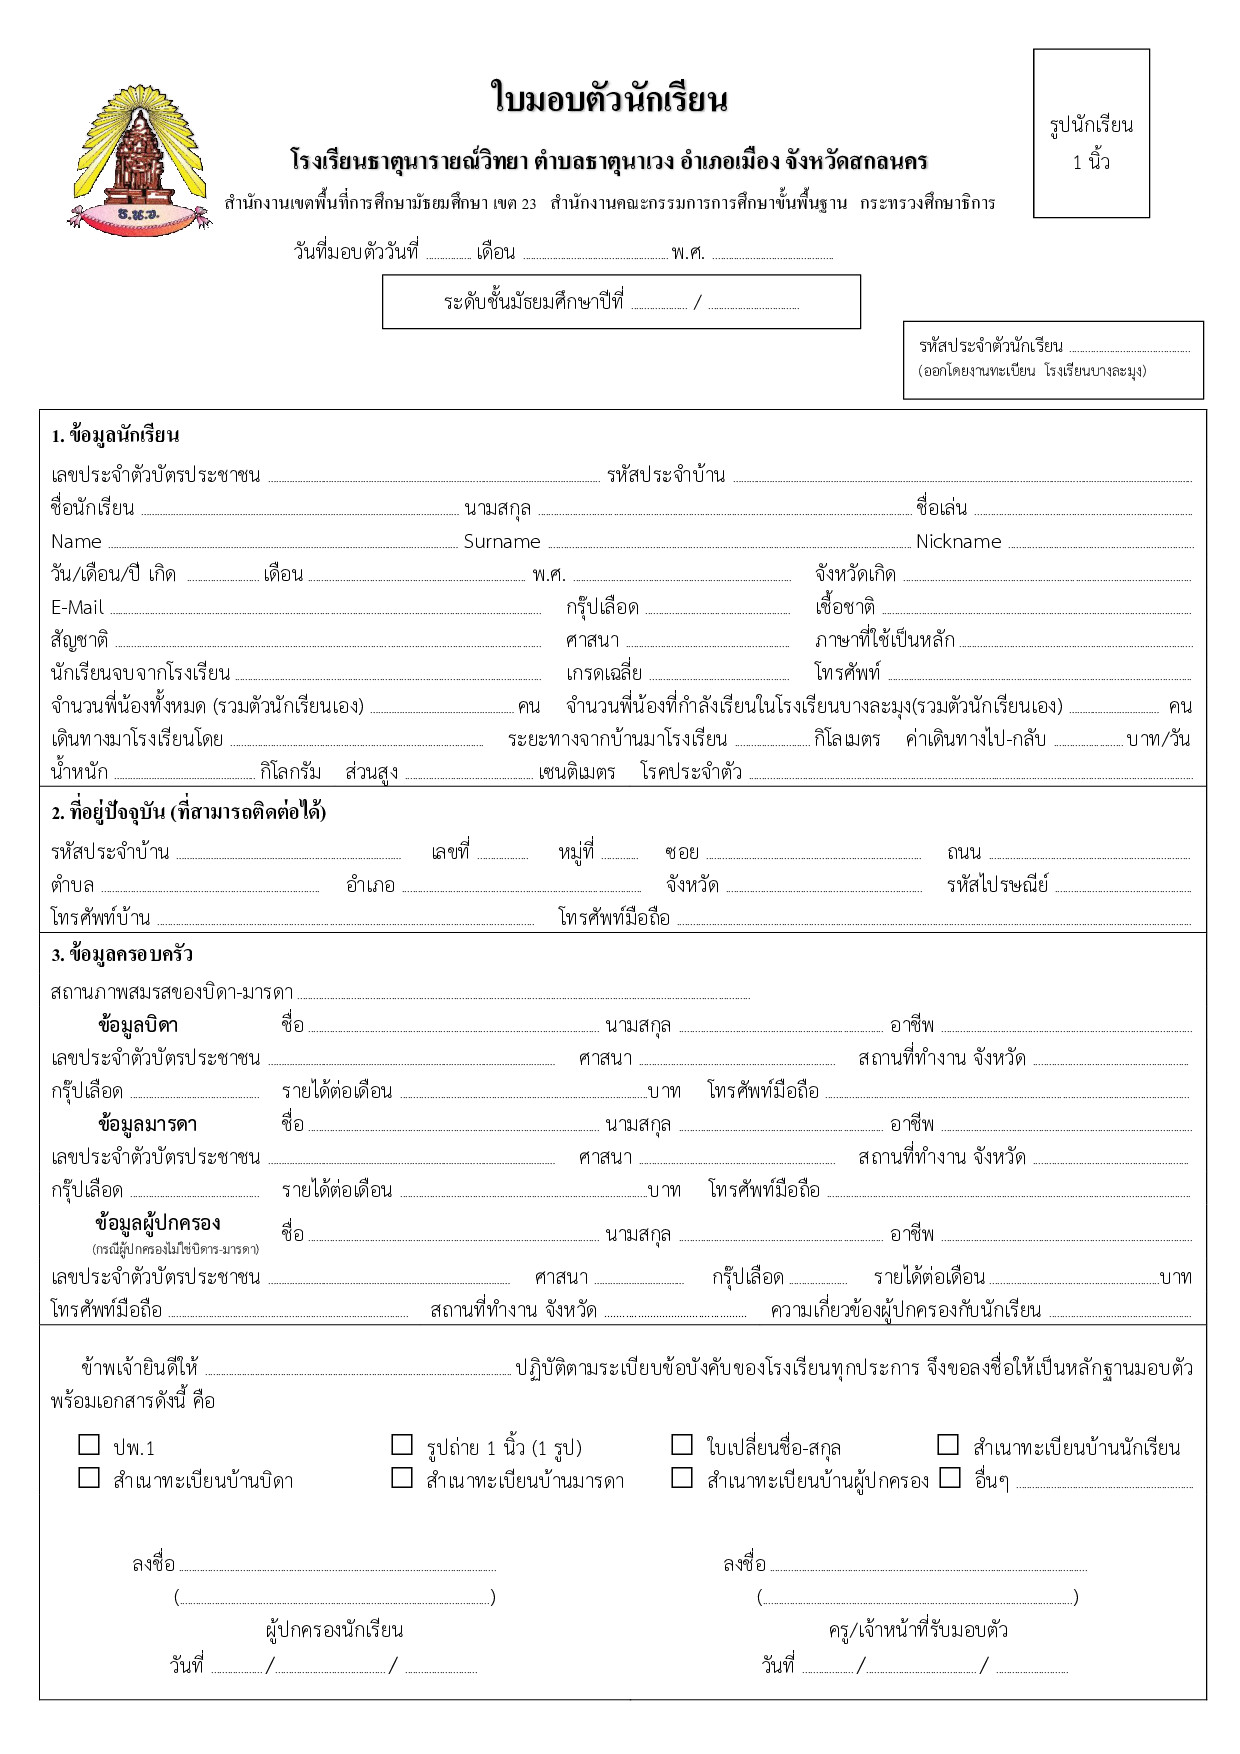 ใบมอบตัวนักเรียน
รูปนักเรียน
1 นิ้ว
โรงเรียนธาตุนารายณ์วิทยา ตำบลธาตุนาเวง อำเภอเมือง จังหวัดสกลนคร
สำนักงานเขตพื้นที่การศึกษามัธยมศึกษา เขต 23 สำนักงานคณะกรรมการการศึกษาขั้นพื้นฐาน กระทรวงศึกษาธิการ
ธ.น.ว.
วันที่มอบตัววันที่ ........ เดือน ........ พ.ศ. ........
ระดับชั้นมัธยมศึกษาปีที่ ........ / ........
รหัสประจำตัวนักเรียน ........
(ออกโดยงานทะเบียน โรงเรียนบางละมุง)
1. ข้อมูลนักเรียน
เลขประจำตัวบัตรประชาชน ........ รหัสประจำบ้าน ........
ชื่อนักเรียน ........ นามสกุล ........ ชื่อเล่น ........
Name ........ Surname ........ Nickname ........
วัน/เดือน/ปี เกิด ........ เดือน ........ พ.ศ. ........ จังหวัดเกิด ........
E-Mail ........ กรุ๊ปเลือด ........ เชื้อชาติ ........
สัญชาติ ........ ศาสนา ........ ภาษาที่ใช้เป็นหลัก ........
นักเรียนจบจากโรงเรียน ........ เกรดเฉลี่ย ........ โทรศัพท์ ........
จำนวนพี่น้องทั้งหมด (รวมตัวนักเรียนเอง) ........ คน จำนวนพี่น้องที่กำลังเรียนในโรงเรียนบางละมุง(รวมตัวนักเรียนเอง) ........ คน
เดินทางมาโรงเรียนโดย ........ ระยะทางจากบ้านมาโรงเรียน ........ กิโลเมตร ค่าเดินทางไป-กลับ ........ บาท/วัน
น้ำหนัก ........ กิโลกรัม ส่วนสูง ........ เซนติเมตร โรคประจำตัว ........
2. ที่อยู่ปัจจุบัน (ที่สามารถติดต่อได้)
รหัสประจำบ้าน ........ เลขที่ ........ หมู่ที่ ........ ซอย ........ ถนน ........
ตำบล ........ อำเภอ ........ จังหวัด ........ รหัสไปรษณีย์ ........
โทรศัพท์บ้าน ........ โทรศัพท์มือถือ ........
3. ข้อมูลครอบครัว
สถานภาพสมรสของบิดา-มารดา ........
ข้อมูลบิดา ชื่อ ........ นามสกุล ........ อาชีพ ........
เลขประจำตัวบัตรประชาชน ........ ศาสนา ........ สถานที่ทำงาน จังหวัด ........
กรุ๊ปเลือด ........ รายได้ต่อเดือน ........ บาท โทรศัพท์มือถือ ........
ข้อมูลมารดา ชื่อ ........ นามสกุล ........ อาชีพ ........
เลขประจำตัวบัตรประชาชน ........ ศาสนา ........ สถานที่ทำงาน จังหวัด ........
กรุ๊ปเลือด ........ รายได้ต่อเดือน ........ บาท โทรศัพท์มือถือ ........
ข้อมูลผู้ปกครอง ชื่อ ........ นามสกุล ........ อาชีพ ........
(กรณีผู้ปกครองไม่ใช่บิดาร-มารดา)
เลขประจำตัวบัตรประชาชน ........ ศาสนา ........ กรุ๊ปเลือด ........ รายได้ต่อเดือน ........ บาท
โทรศัพท์มือถือ ........ สถานที่ทำงาน จังหวัด ........ ความเกี่ยวข้องผู้ปกครองกับนักเรียน ........
ข้าพเจ้ายินดีให้ ........ ปฏิบัติตามระเบียบข้อบังคับของโรงเรียนทุกประการ จึงขอลงชื่อให้เป็นหลักฐานมอบตัว
พร้อมเอกสารดังนี้ คือ
☐ ปพ.1 ☐ รูปถ่าย 1 นิ้ว (1 รูป) ☐ ใบเปลี่ยนชื่อ-สกุล ☐ สำเนาทะเบียนบ้านนักเรียน
☐ สำเนาทะเบียนบ้านบิดา ☐ สำเนาทะเบียนบ้านมารดา ☐ สำเนาทะเบียนบ้านผู้ปกครอง ☐ อื่นๆ ........
ลงชื่อ ........ ลงชื่อ ........
(........) (........)
ผู้ปกครองนักเรียน ครู/เจ้าหน้าที่รับมอบตัว
วันที่ ........ / ........ / ........ วันที่ ........ / ........ / ........